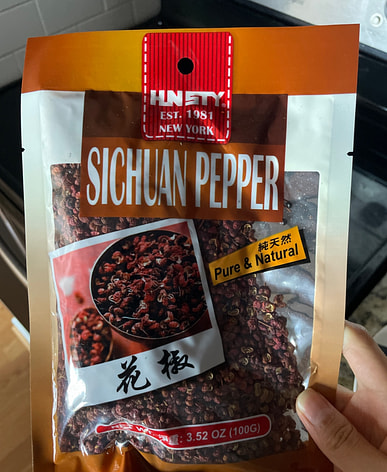 EST. 1981
NEW YORK
SICHUAN PEPPER
純天然
Pure & Natural
花椒
3.52 OZ (100G)